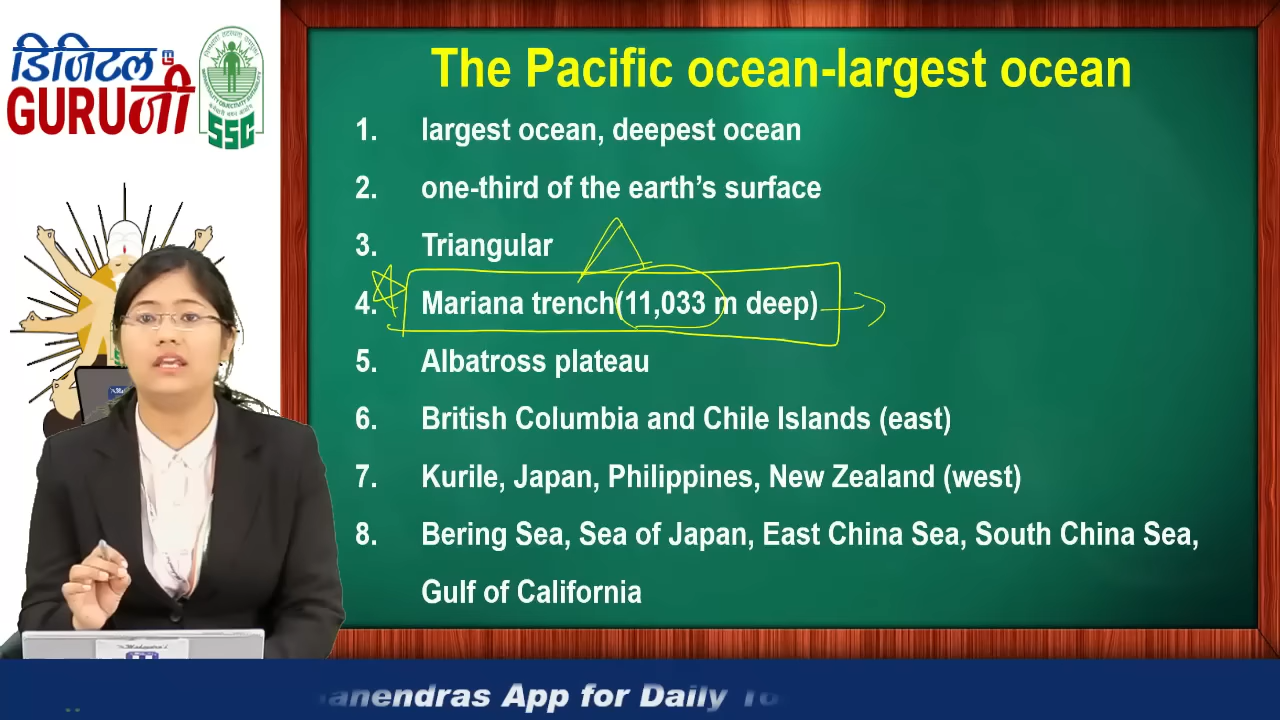 डिजिटल
GURUजी
SSC
The Pacific ocean-largest ocean
1. largest ocean, deepest ocean
2. one-third of the earth’s surface
3. Triangular
4. Mariana trench(11,033 m deep)
5. Albatross plateau
6. British Columbia and Chile Islands (east)
7. Kurile, Japan, Philippines, New Zealand (west)
8. Bering Sea, Sea of Japan, East China Sea, South China Sea,
Gulf of California
anendras App for Daily To